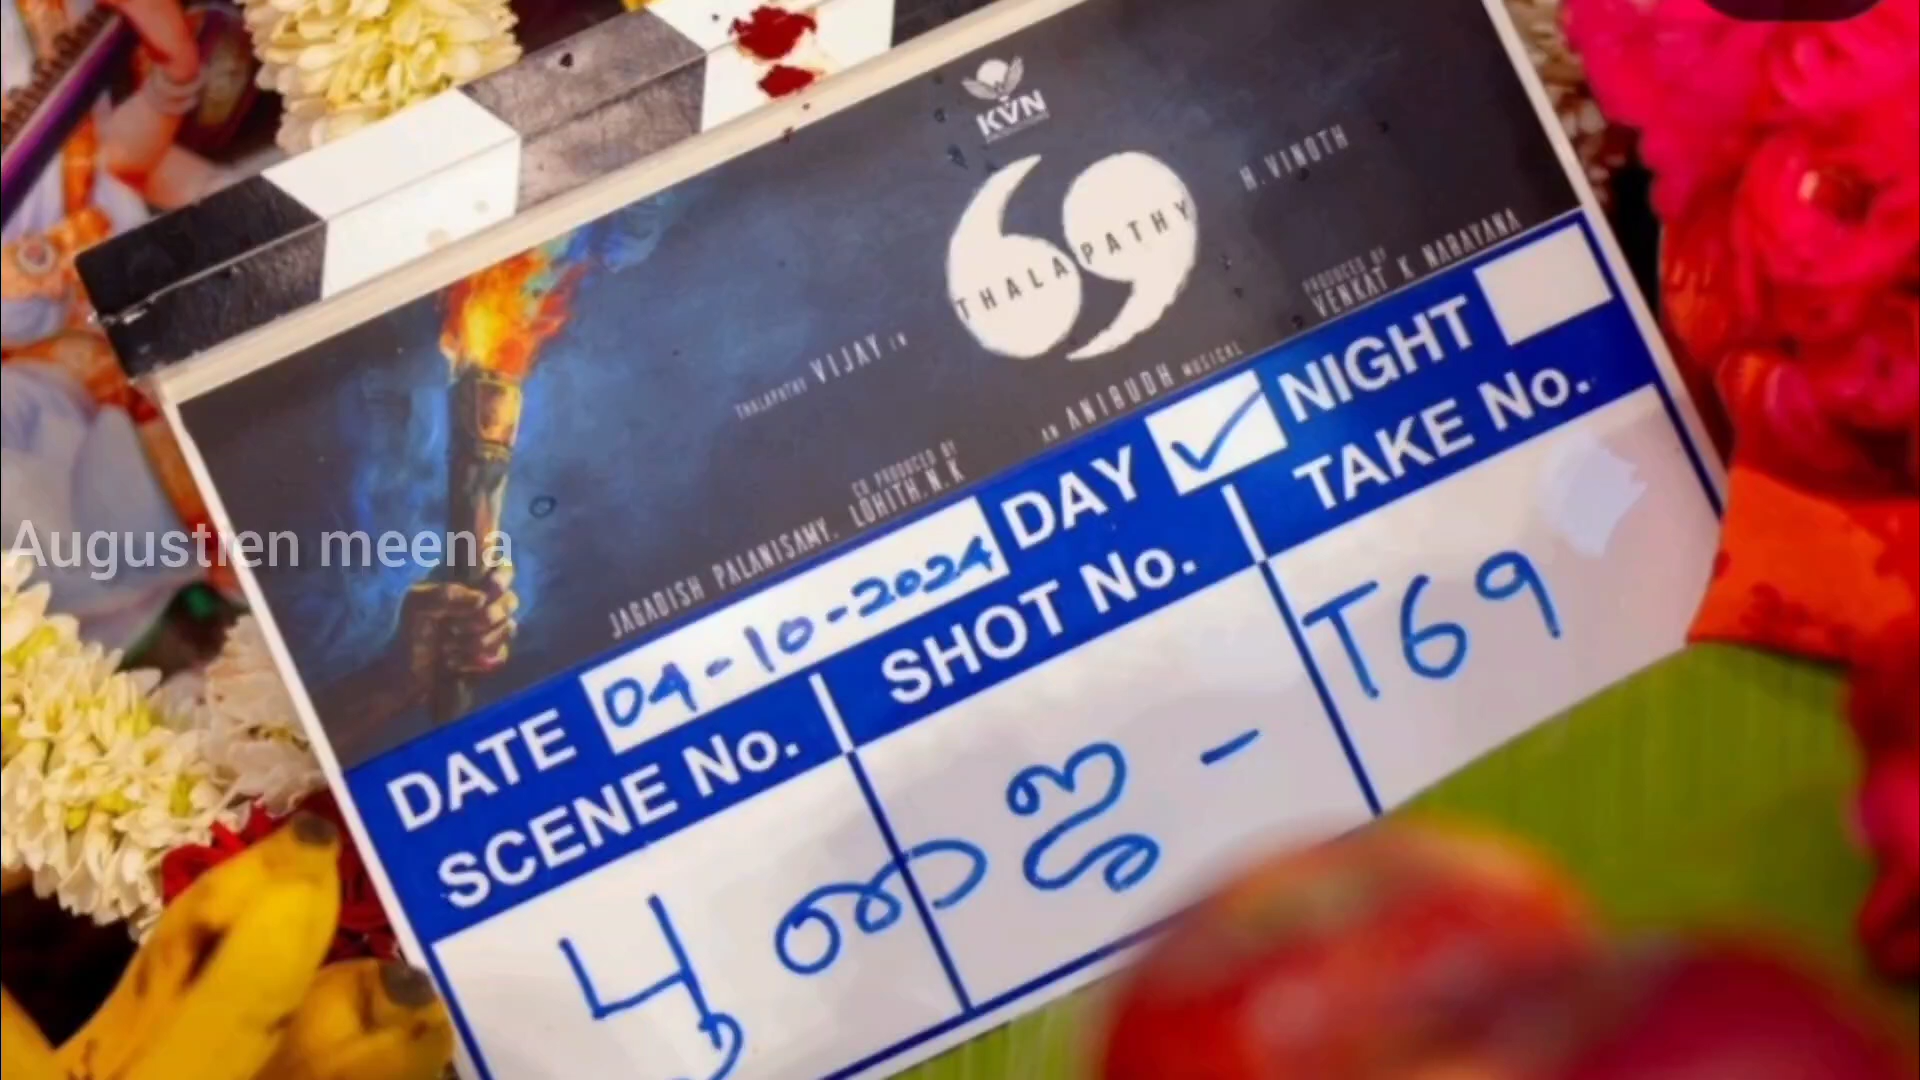 KVN
THALAPATHY
69
H. VINOTH
THALAPATHY VIJAY IN
AN ANIRUDH MUSICAL
PRODUCED BY
VENKAT K NARAYANA
CO PRODUCED BY
JAGADISH PALANISAMY. LOHITH.N.K
DATE 04-10-2024 DAY ✓ NIGHT
SCENE No. SHOT No. TAKE No.
பூ ஜை - T69
Augustien meena